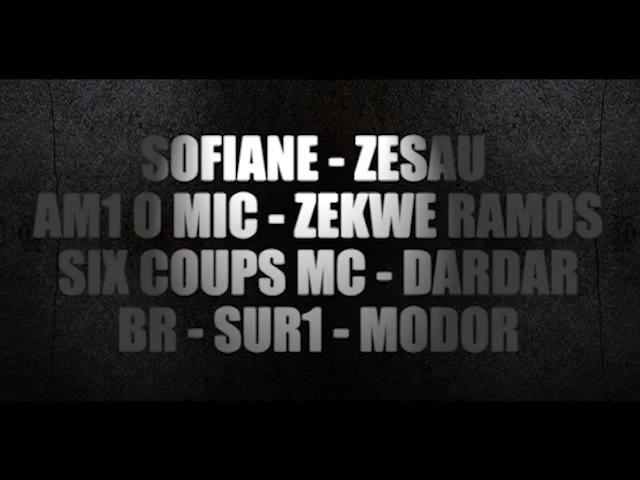 SOFIANE - ZESAU
AM1 O MIC - ZEKWE RAMOS
SIX COUPS MC - DARDAR
BR - SUR1 - MODOR